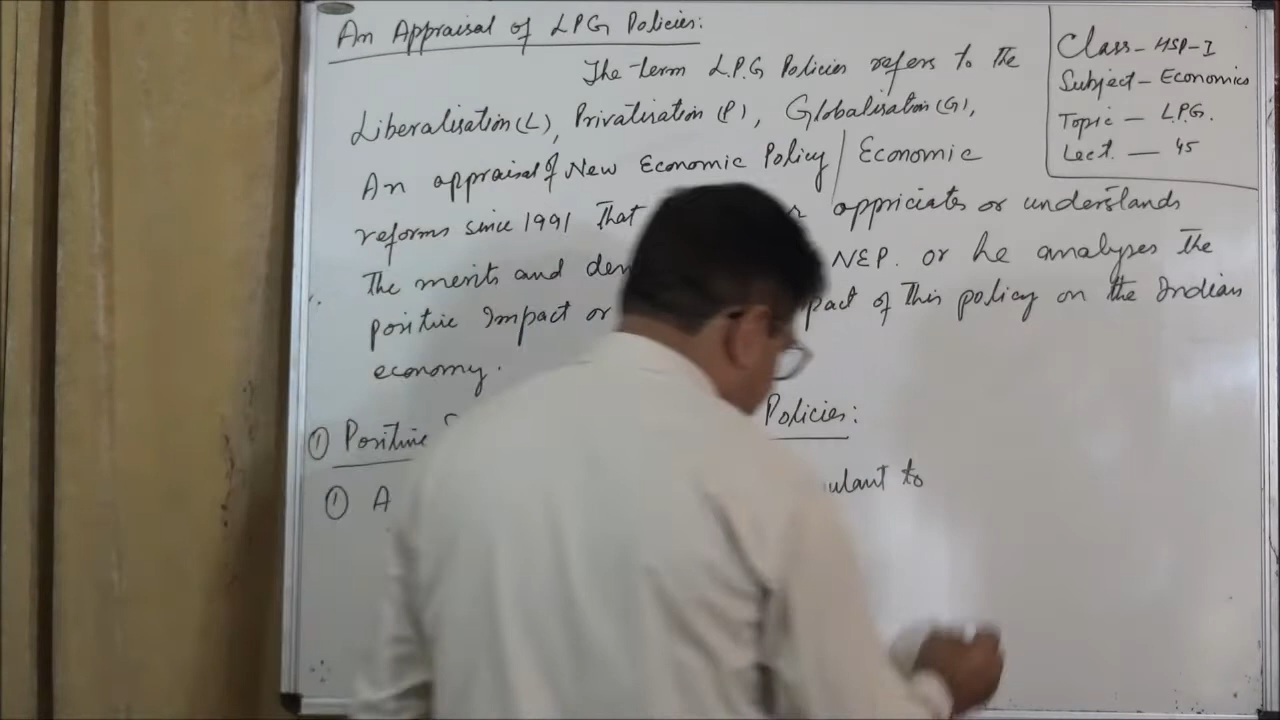 An Appraisal of LPG Policies:
The term L.P.G Policies refers to the
Liberalisation(L), Privatisation (P), Globalisation(G),
An appraisal of New Economic Policy / Economic
reforms since 1991 That appriciates or understands
The merits and NEP. or he analyses the
positive Impact or of This policy on the Indian
economy.
① Positive Policies:
① A to
Class - HSP-I
Subject - Economics
Topic - L.P.G.
Lect. - 45